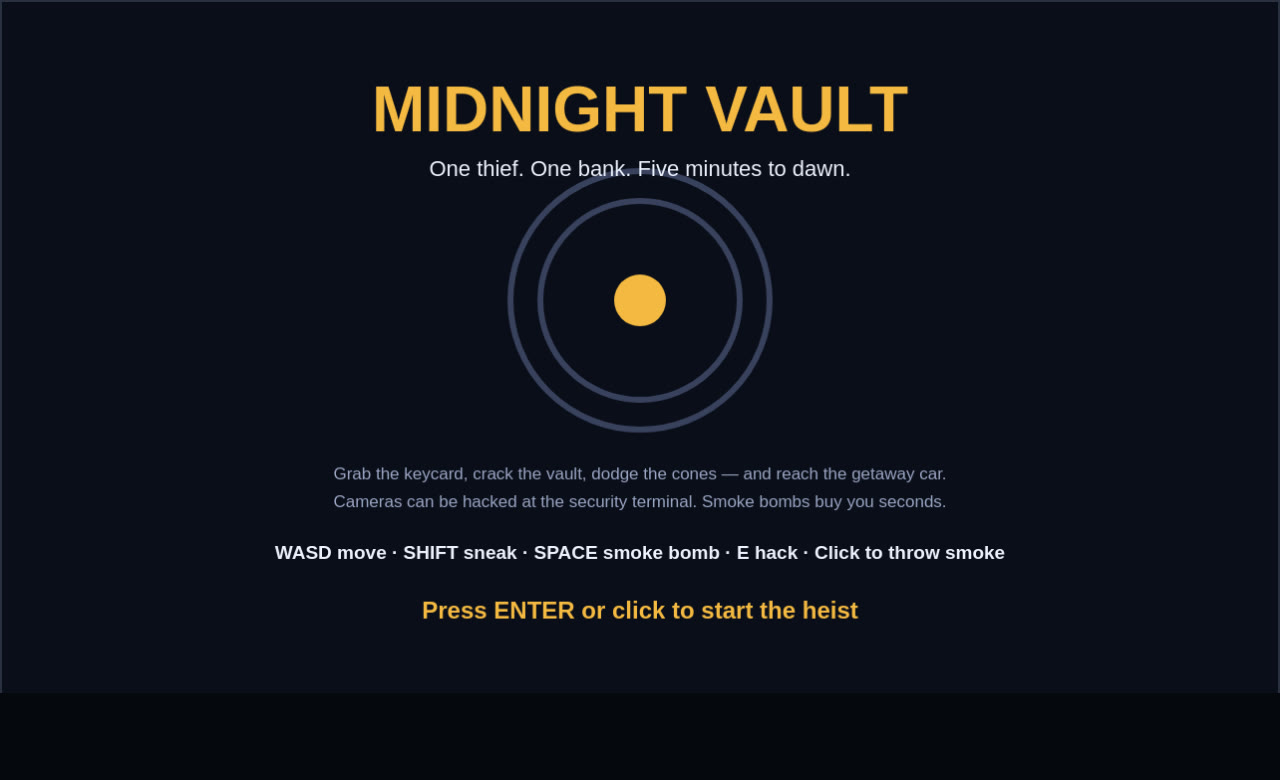 MIDNIGHT VAULT
One thief. One bank. Five minutes to dawn.
Grab the keycard, crack the vault, dodge the cones — and reach the getaway car.
Cameras can be hacked at the security terminal. Smoke bombs buy you seconds.
WASD move · SHIFT sneak · SPACE smoke bomb · E hack · Click to throw smoke
Press ENTER or click to start the heist